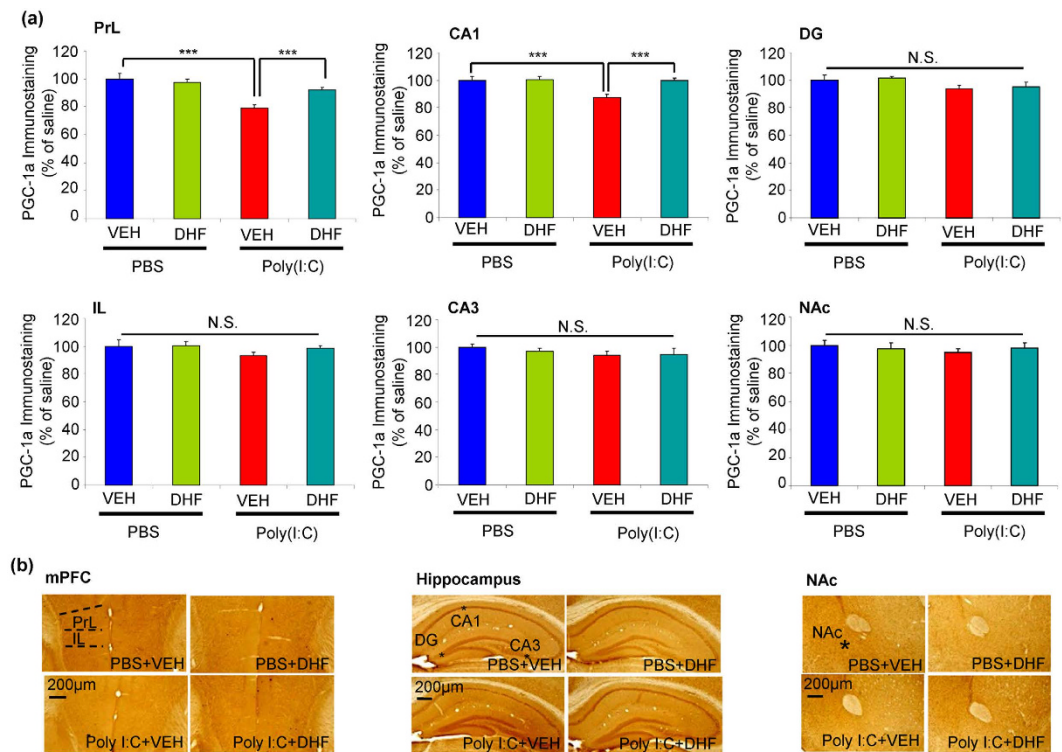 (a)
PrL
PGC-1a Immunostaining
(% of saline)
120
100
80
60
40
20
0
***
***
VEH
DHF
VEH
DHF
PBS
Poly(I:C)
CA1
PGC-1a Immunostaining
(% of saline)
120
100
80
60
40
20
0
***
***
VEH
DHF
VEH
DHF
PBS
Poly(I:C)
DG
PGC-1a Immunostaining
(% of saline)
120
100
80
60
40
20
0
N.S.
VEH
DHF
VEH
DHF
PBS
Poly(I:C)
IL
PGC-1a Immunostaining
(% of saline)
120
100
80
60
40
20
0
N.S.
VEH
DHF
VEH
DHF
PBS
Poly(I:C)
CA3
PGC-1a Immunostaining
(% of saline)
120
100
80
60
40
20
0
N.S.
VEH
DHF
VEH
DHF
PBS
Poly(I:C)
NAc
PGC-1a Immunostaining
(% of saline)
120
100
80
60
40
20
0
N.S.
VEH
DHF
VEH
DHF
PBS
Poly(I:C)
(b)
mPFC
PrL
IL
PBS+VEH
PBS+DHF
200µm
Poly I:C+VEH
Poly I:C+DHF
Hippocampus
*
CA1
DG
*
CA3
*
PBS+VEH
PBS+DHF
200µm
Poly I:C+VEH
Poly I:C+DHF
NAc
NAc
*
PBS+VEH
PBS+DHF
200µm
Poly I:C+VEH
Poly I:C+DHF